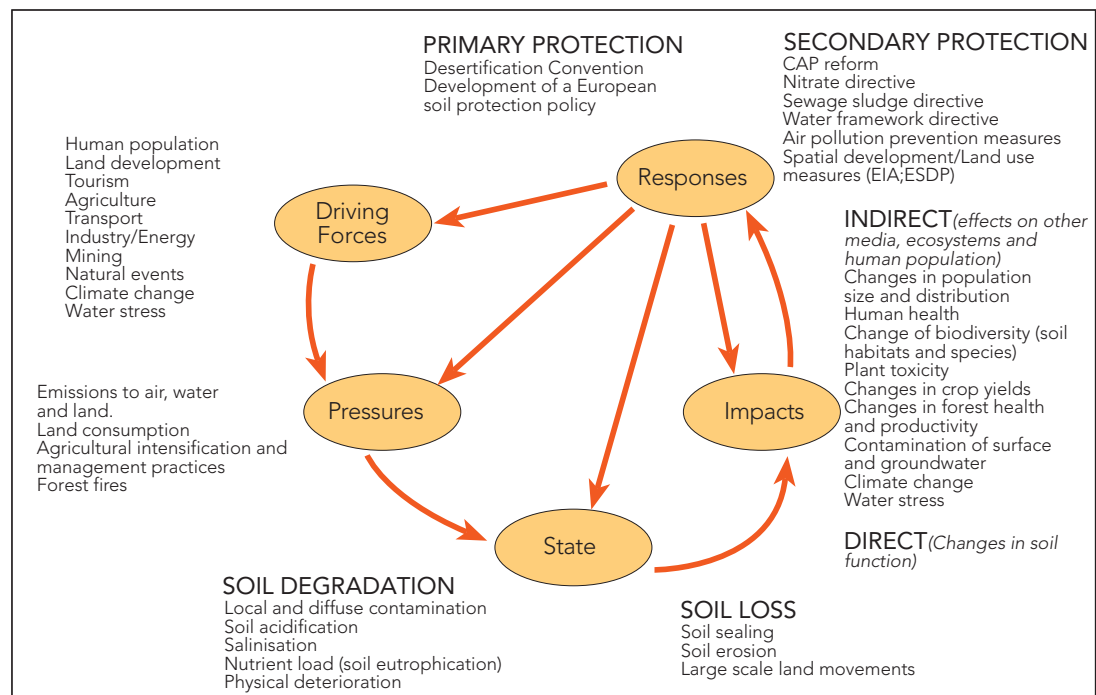 PRIMARY PROTECTION
Desertification Convention
Development of a European
soil protection policy
SECONDARY PROTECTION
CAP reform
Nitrate directive
Sewage sludge directive
Water framework directive
Air pollution prevention measures
Spatial development/Land use
measures (EIA;ESDP)
Human population
Land development
Tourism
Agriculture
Transport
Industry/Energy
Mining
Natural events
Climate change
Water stress
Driving
Forces
Responses
INDIRECT(effects on other
media, ecosystems and
human population)
Changes in population
size and distribution
Human health
Change of biodiversity (soil
habitats and species)
Plant toxicity
Changes in crop yields
Changes in forest health
and productivity
Contamination of surface
and groundwater
Climate change
Water stress
Emissions to air, water
and land.
Land consumption
Agricultural intensification and
management practices
Forest fires
Pressures
Impacts
State
DIRECT(Changes in soil
function)
SOIL DEGRADATION
Local and diffuse contamination
Soil acidification
Salinisation
Nutrient load (soil eutrophication)
Physical deterioration
SOIL LOSS
Soil sealing
Soil erosion
Large scale land movements